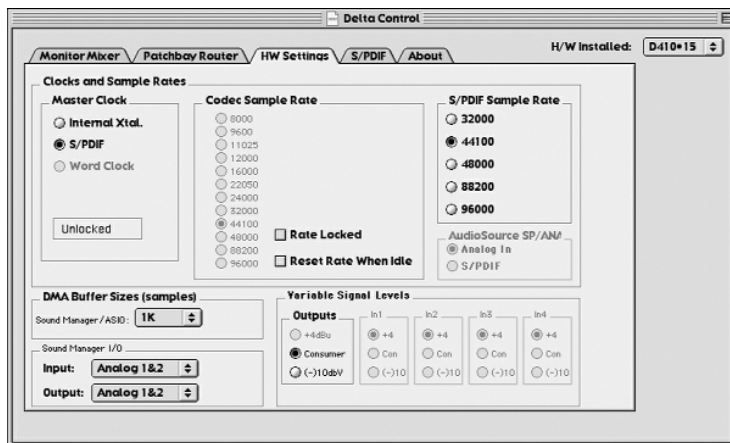 Delta Control
H/W Installed: D410•15
Monitor Mixer Patchbay Router HW Settings S/PDIF About
Clocks and Sample Rates
Master Clock
Internal Xtal.
S/PDIF
Word Clock
Unlocked
Codec Sample Rate
8000
9600
11025
12000
16000
22050
24000
32000
44100
48000
88200
96000
Rate Locked
Reset Rate When Idle
S/PDIF Sample Rate
32000
44100
48000
88200
96000
AudioSource SP/ANA
Analog In
S/PDIF
DMA Buffer Sizes (samples)
Sound Manager/ASIO: 1K
Sound Manager I/O
Input: Analog 1&2
Output: Analog 1&2
Variable Signal Levels
Outputs
+4dBu
Consumer
(-)10dbV
In1
+4
Con
(-)10
In2
+4
Con
(-)10
In3
+4
Con
(-)10
In4
+4
Con
(-)10